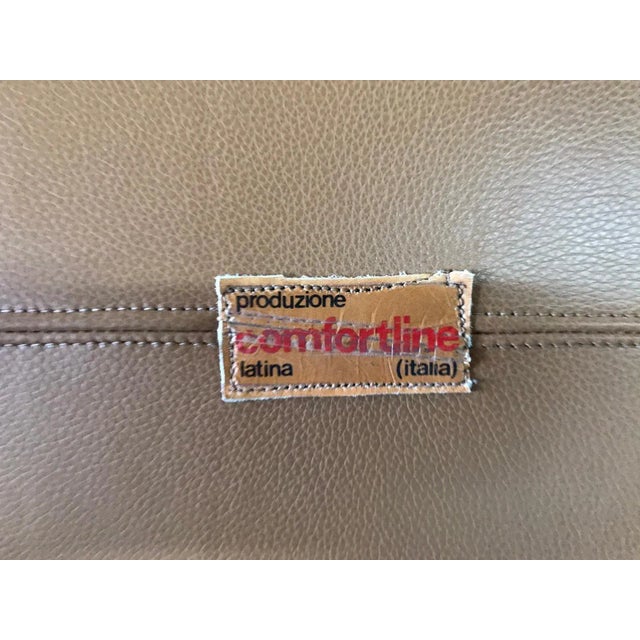 produzione
comfortline
latina (italia)